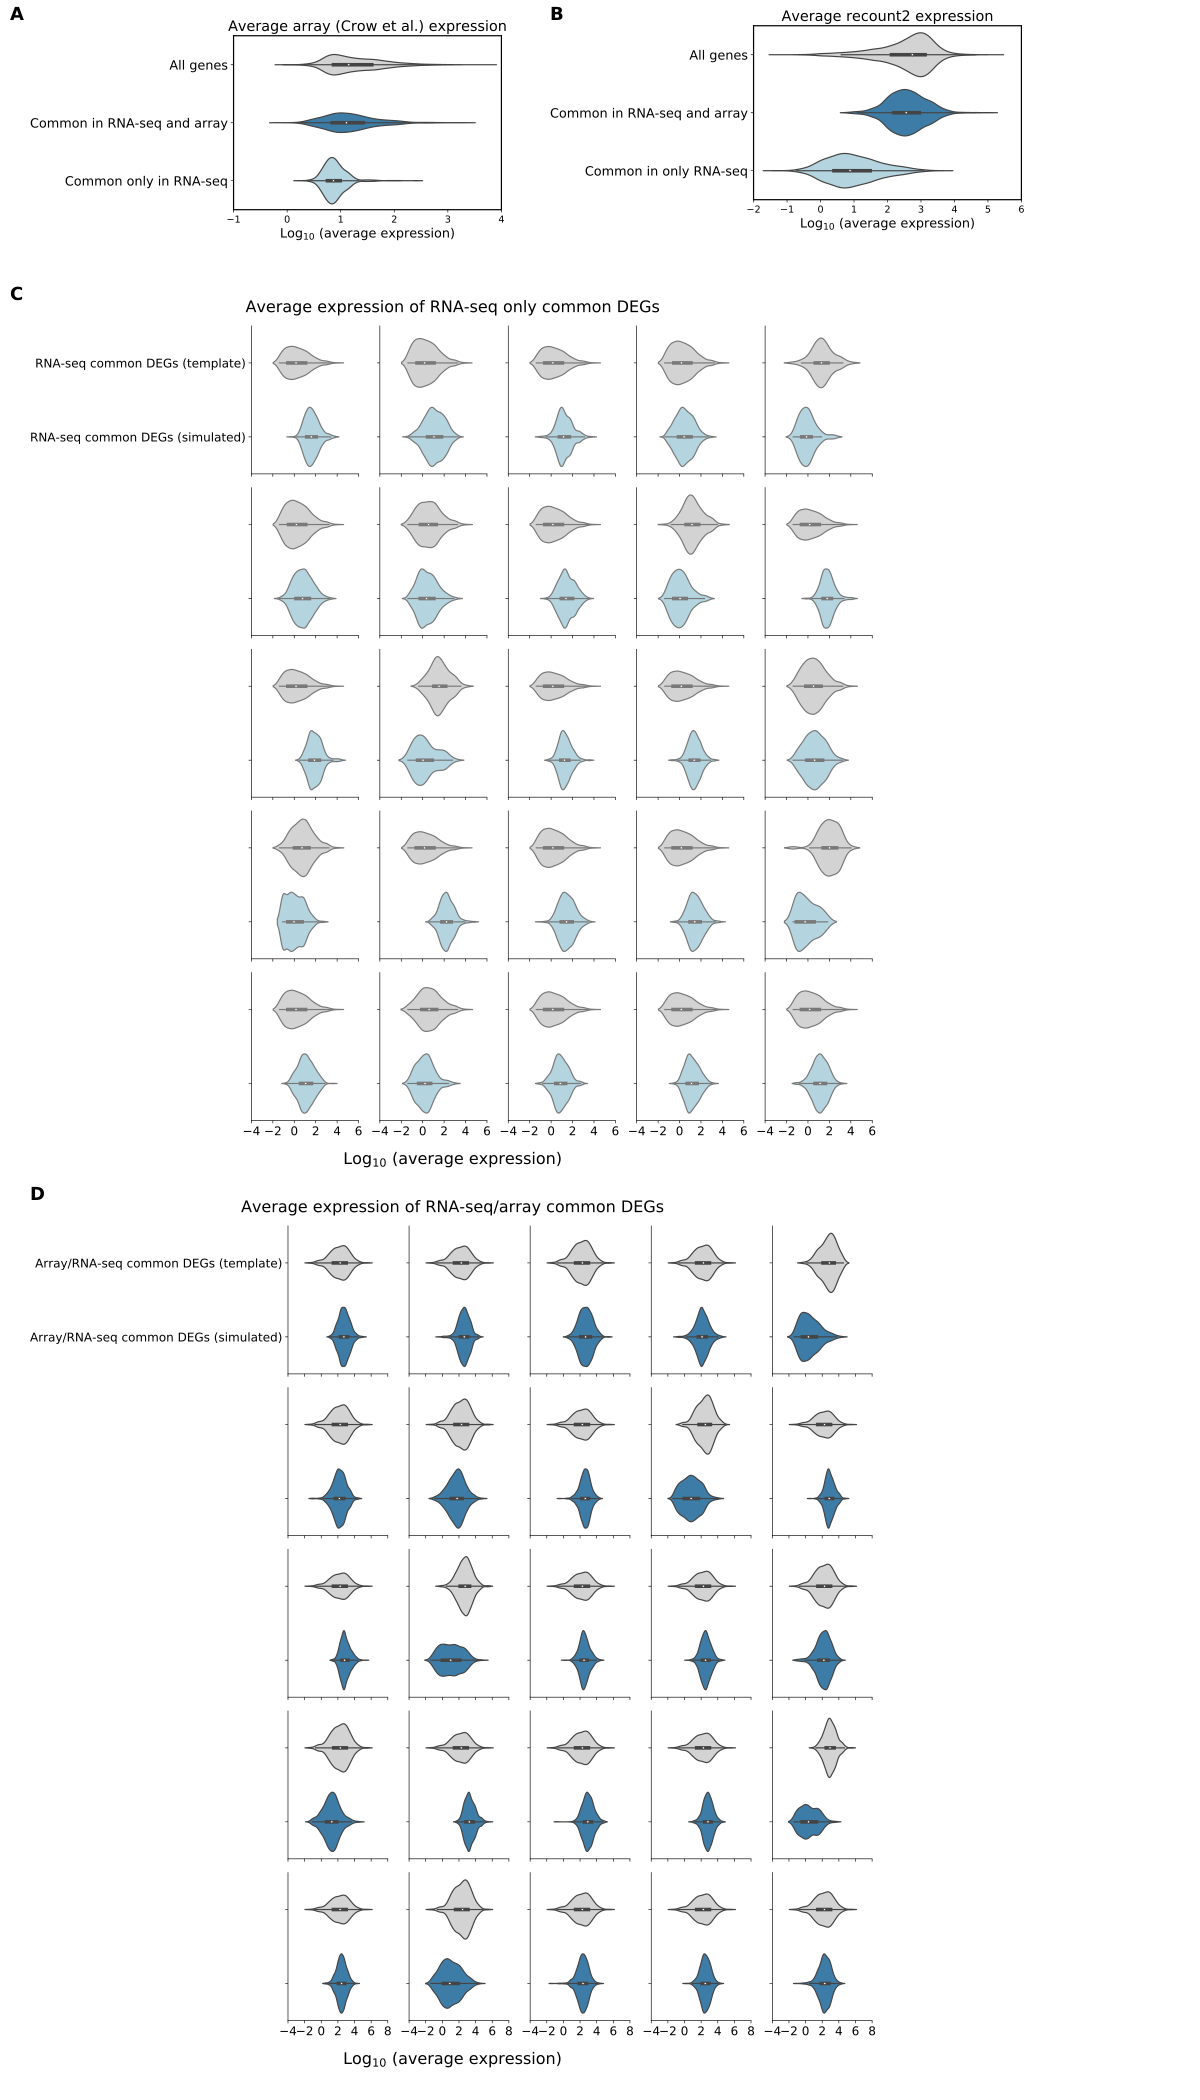 A
Average array (Crow et al.) expression
All genes
Common in RNA-seq and array
Common only in RNA-seq
−1 0 1 2 3 4
Log10 (average expression)
B
Average recount2 expression
All genes
Common in RNA-seq and array
Common in only RNA-seq
−2 −1 0 1 2 3 4 5 6
Log10 (average expression)
C
Average expression of RNA-seq only common DEGs
RNA-seq common DEGs (template)
RNA-seq common DEGs (simulated)
−4 −2 0 2 4 6 −4 −2 0 2 4 6 −4 −2 0 2 4 6 −4 −2 0 2 4 6 −4 −2 0 2 4 6
Log10 (average expression)
D
Average expression of RNA-seq/array common DEGs
Array/RNA-seq common DEGs (template)
Array/RNA-seq common DEGs (simulated)
−4 −2 0 2 4 6 8 −4 −2 0 2 4 6 8 −4 −2 0 2 4 6 8 −4 −2 0 2 4 6 8 −4 −2 0 2 4 6 8
Log10 (average expression)